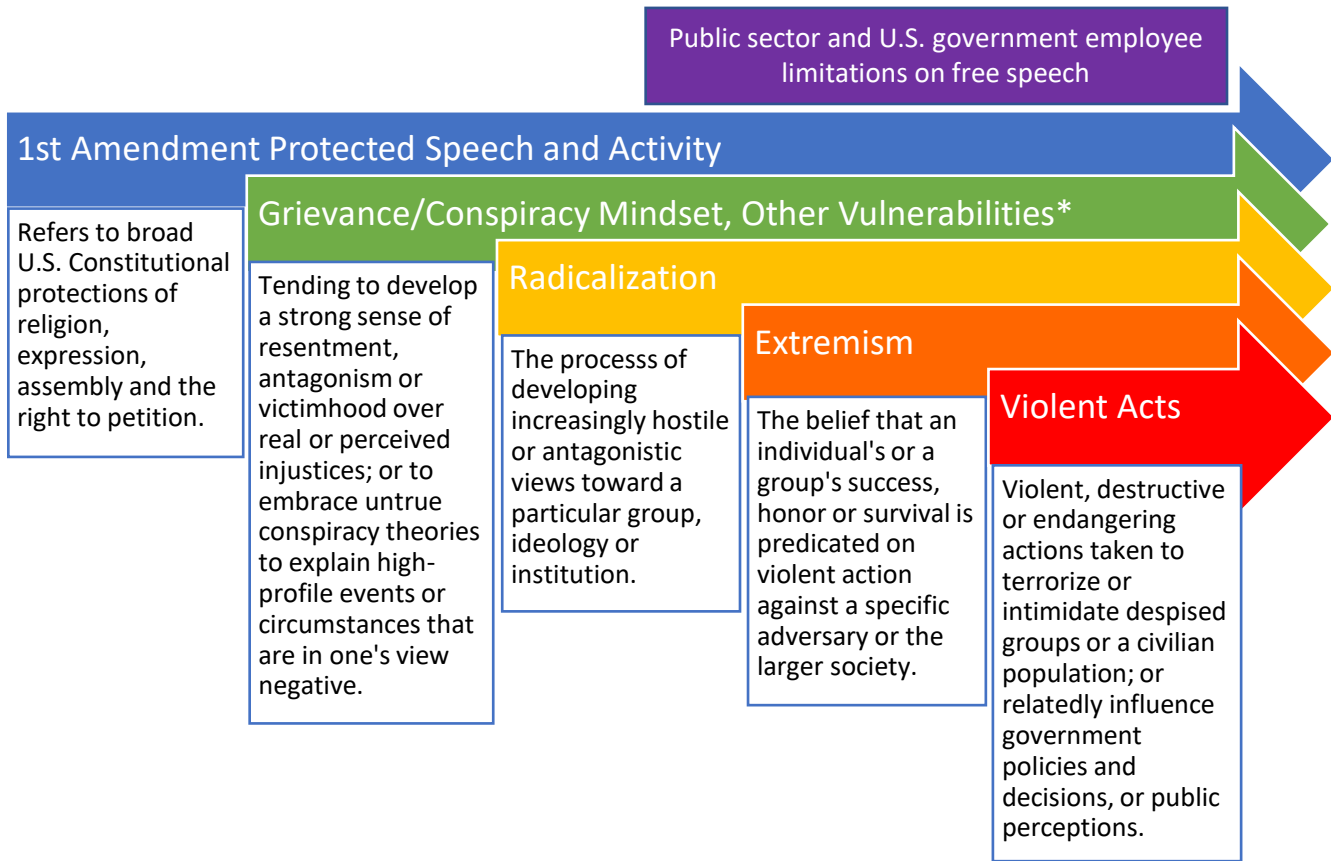 Public sector and U.S. government employee
limitations on free speech
1st Amendment Protected Speech and Activity
Refers to broad
U.S. Constitutional
protections of
religion,
expression,
assembly and the
right to petition.
Grievance/Conspiracy Mindset, Other Vulnerabilities*
Tending to develop
a strong sense of
resentment,
antagonism or
victimhood over
real or perceived
injustices; or to
embrace untrue
conspiracy theories
to explain high-
profile events or
circumstances that
are in one's view
negative.
Radicalization
The processs of
developing
increasingly hostile
or antagonistic
views toward a
particular group,
ideology or
institution.
Extremism
The belief that an
individual's or a
group's success,
honor or survival is
predicated on
violent action
against a specific
adversary or the
larger society.
Violent Acts
Violent, destructive
or endangering
actions taken to
terrorize or
intimidate despised
groups or a civilian
population; or
relatedly influence
government
policies and
decisions, or public
perceptions.